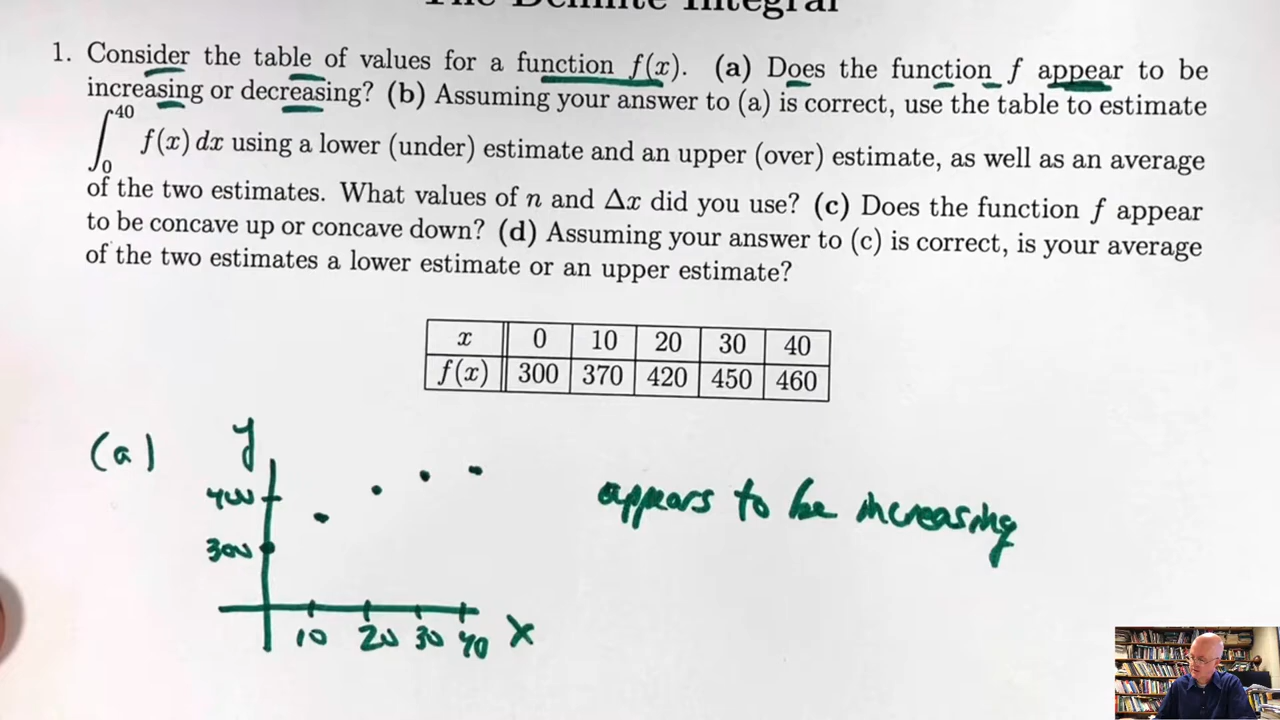 The Definite Integral
1. Consider the table of values for a function f(x). (a) Does the function f appear to be
increasing or decreasing? (b) Assuming your answer to (a) is correct, use the table to estimate
∫₀⁴⁰ f(x) dx using a lower (under) estimate and an upper (over) estimate, as well as an average
of the two estimates. What values of n and Δx did you use? (c) Does the function f appear
to be concave up or concave down? (d) Assuming your answer to (c) is correct, is your average
of the two estimates a lower estimate or an upper estimate?
x 0 10 20 30 40
f(x) 300 370 420 450 460
(a) y
400
appears to be increasing
300
10 20 30 40 x